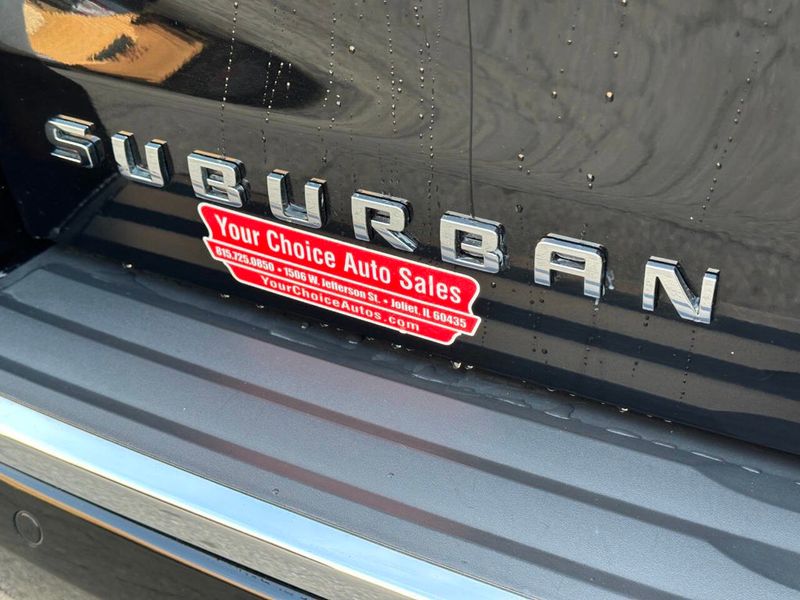 SUBURBAN
Your Choice Auto Sales
815.725.0850 • 1506 W. Jefferson St. • Joliet, IL 60435
YourChoiceAutos.com